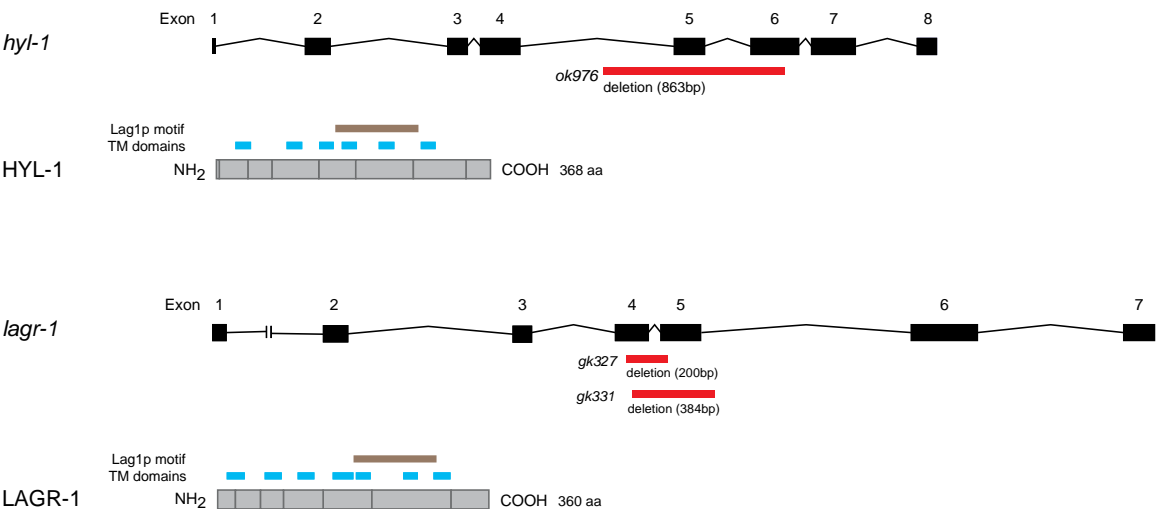 Exon 1 2 3 4 5 6 7 8
hyl-1
ok976
deletion (863bp)
Lag1p motif
TM domains
HYL-1 NH2 COOH 368 aa
Exon 1 2 3 4 5 6 7
lagr-1
gk327
deletion (200bp)
gk331
deletion (384bp)
Lag1p motif
TM domains
LAGR-1 NH2 COOH 360 aa